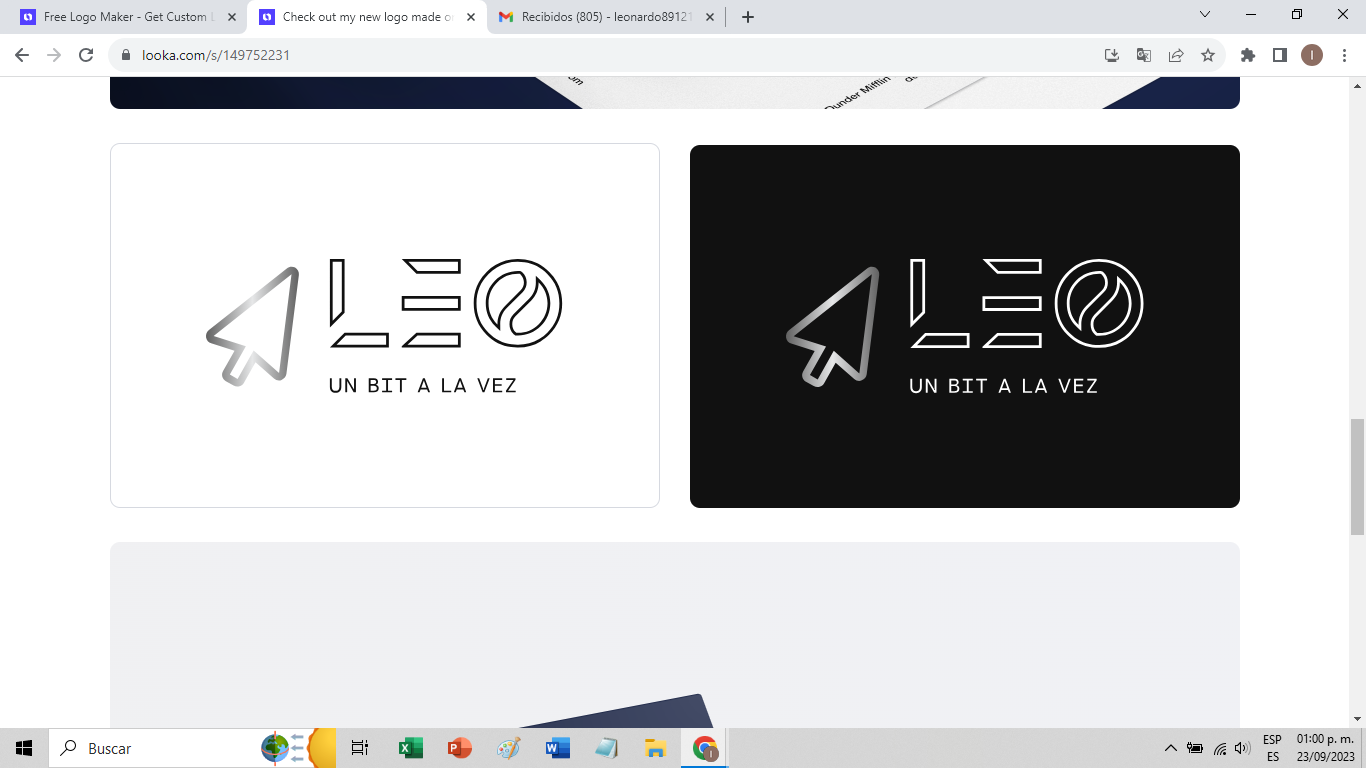 Free Logo Maker - Get Custom L
Check out my new logo made o
Recibidos (805) - leonardo89121
looka.com/s/149752231
I
om
Dunder Mifflin
LEO
UN BIT A LA VEZ
LEO
UN BIT A LA VEZ
Buscar
ESP
01:00 p. m.
ES
23/09/2023